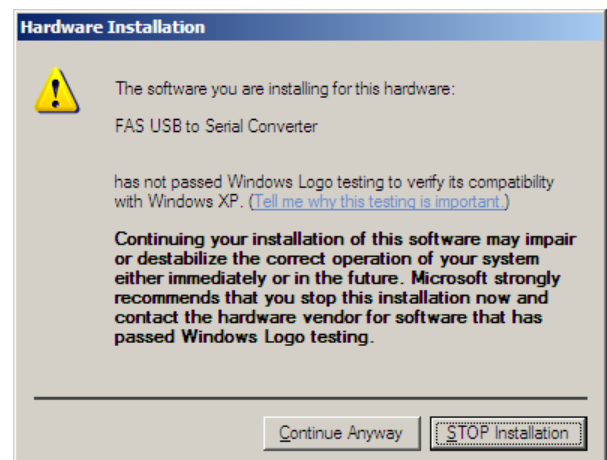 Hardware Installation
The software you are installing for this hardware:
FAS USB to Serial Converter
has not passed Windows Logo testing to verify its compatibility
with Windows XP. (Tell me why this testing is important.)
Continuing your installation of this software may impair
or destabilize the correct operation of your system
either immediately or in the future. Microsoft strongly
recommends that you stop this installation now and
contact the hardware vendor for software that has
passed Windows Logo testing.
Continue Anyway
STOP Installation